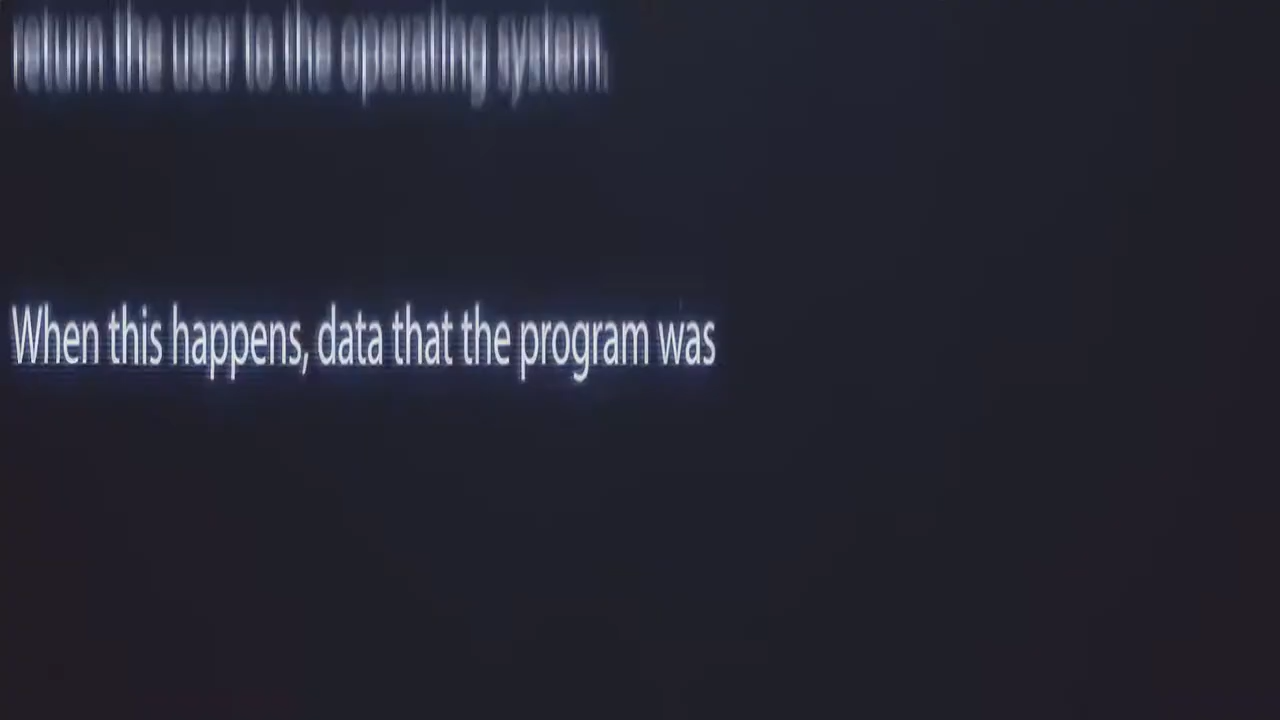 return the user to the operating system.
When this happens, data that the program was